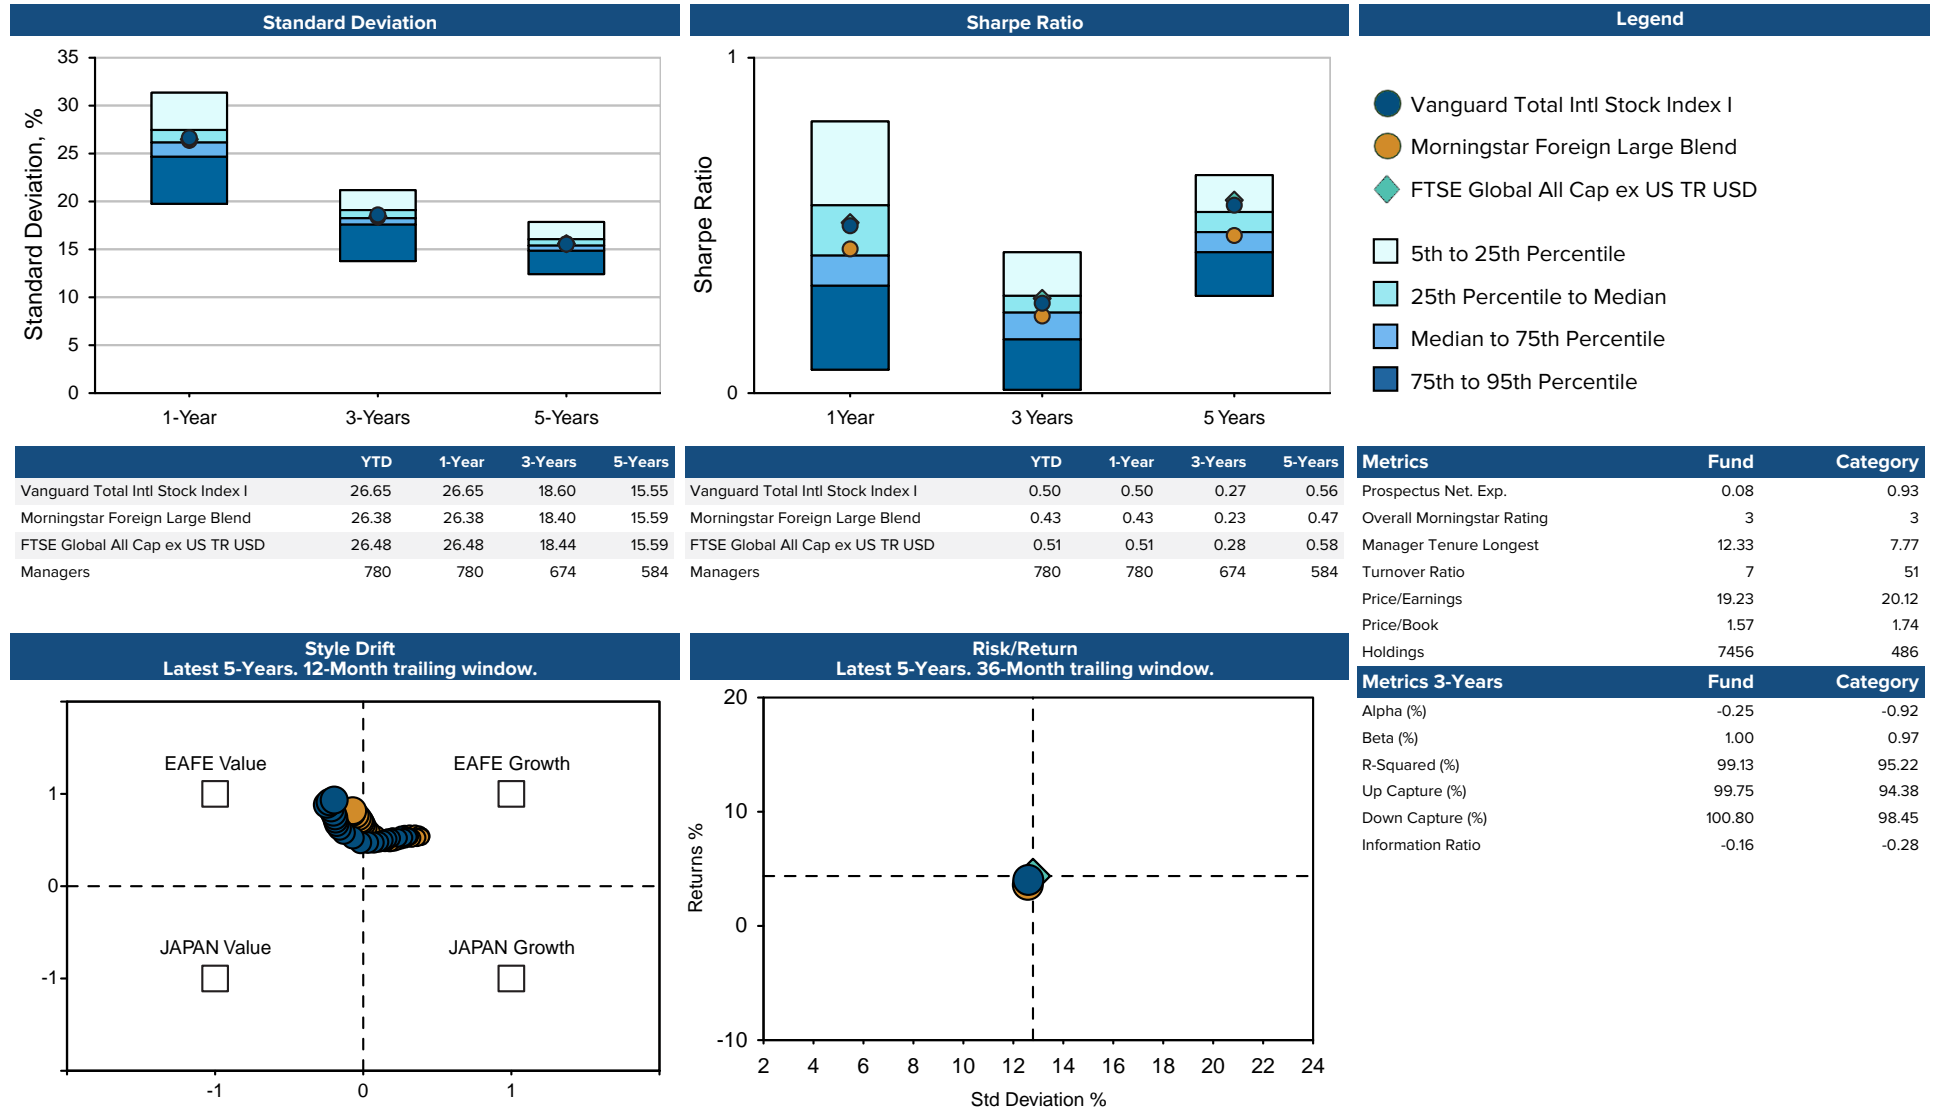 Standard Deviation
35
30
25
20
15
10
5
0
Standard Deviation, %
1-Year 3-Years 5-Years
Sharpe Ratio
1
0
Sharpe Ratio
1Year 3 Years 5 Years
Legend
Vanguard Total Intl Stock Index I
Morningstar Foreign Large Blend
FTSE Global All Cap ex US TR USD
5th to 25th Percentile
25th Percentile to Median
Median to 75th Percentile
75th to 95th Percentile
YTD 1-Year 3-Years 5-Years
Vanguard Total Intl Stock Index I 26.65 26.65 18.60 15.55
Morningstar Foreign Large Blend 26.38 26.38 18.40 15.59
FTSE Global All Cap ex US TR USD 26.48 26.48 18.44 15.59
Managers 780 780 674 584
YTD 1-Year 3-Years 5-Years
Vanguard Total Intl Stock Index I 0.50 0.50 0.27 0.56
Morningstar Foreign Large Blend 0.43 0.43 0.23 0.47
FTSE Global All Cap ex US TR USD 0.51 0.51 0.28 0.58
Managers 780 780 674 584
Metrics Fund Category
Prospectus Net. Exp. 0.08 0.93
Overall Morningstar Rating 3 3
Manager Tenure Longest 12.33 7.77
Turnover Ratio 7 51
Price/Earnings 19.23 20.12
Price/Book 1.57 1.74
Holdings 7456 486
Metrics 3-Years Fund Category
Alpha (%) -0.25 -0.92
Beta (%) 1.00 0.97
R-Squared (%) 99.13 95.22
Up Capture (%) 99.75 94.38
Down Capture (%) 100.80 98.45
Information Ratio -0.16 -0.28
Style Drift
Latest 5-Years. 12-Month trailing window.
EAFE Value EAFE Growth
1
0
JAPAN Value JAPAN Growth
-1
-1 0 1
Risk/Return
Latest 5-Years. 36-Month trailing window.
20
10
0
-10
Returns %
2 4 6 8 10 12 14 16 18 20 22 24
Std Deviation %